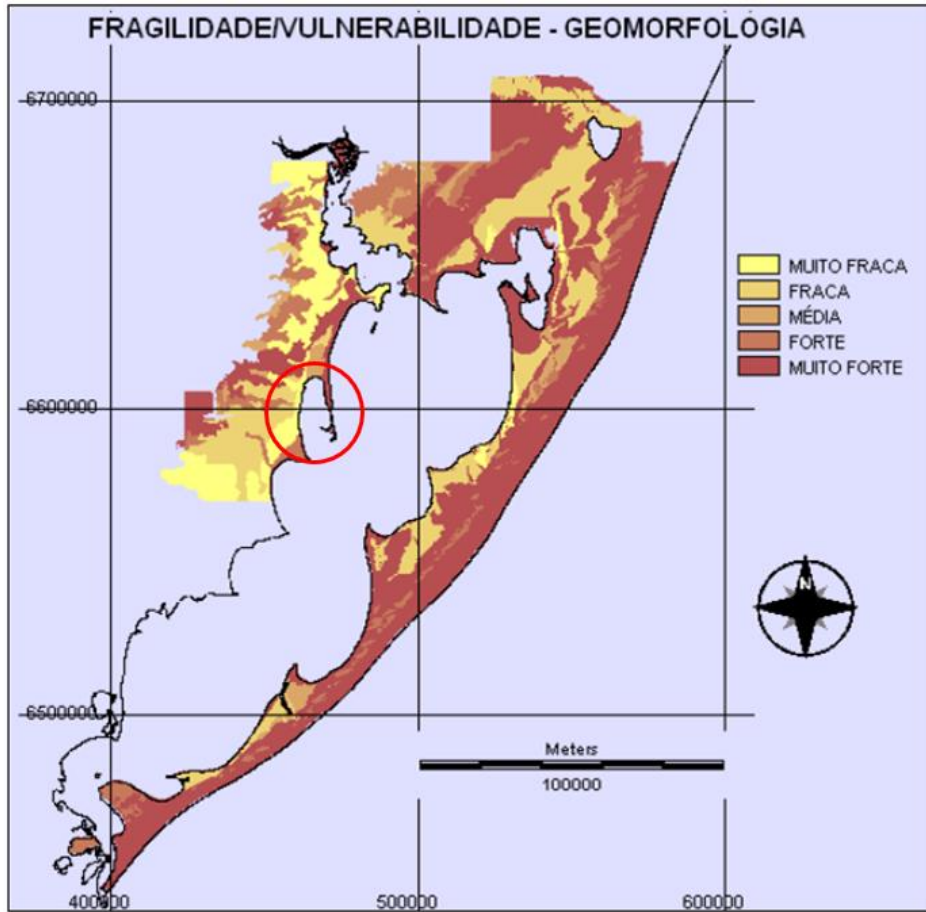 FRAGILIDADE/VULNERABILIDADE - GEOMORFOLOGIA
6700000
MUITO FRACA
FRACA
MÉDIA
FORTE
MUITO FORTE
6600000
N
6500000
Meters
100000
400000
500000
600000